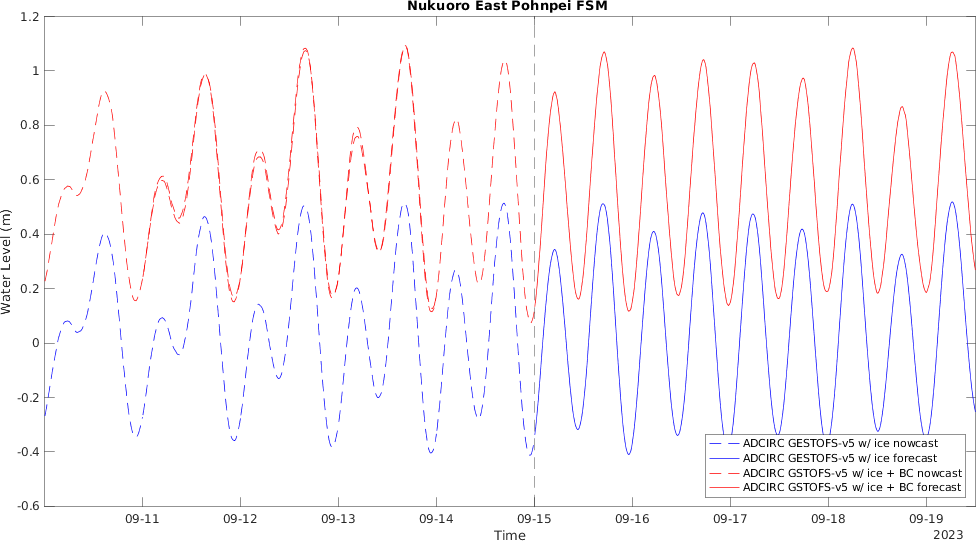 Nukuoro East Pohnpei FSM
1.2
1
0.8
0.6
0.4
0.2
0
-0.2
-0.4
-0.6
Water Level (m)
09-11
09-12
09-13
09-14
09-15
09-16
09-17
09-18
09-19
2023
Time
ADCIRC GESTOFS-v5 w/ ice nowcast
ADCIRC GESTOFS-v5 w/ ice forecast
ADCIRC GSTOFS-v5 w/ ice + BC nowcast
ADCIRC GSTOFS-v5 w/ ice + BC forecast